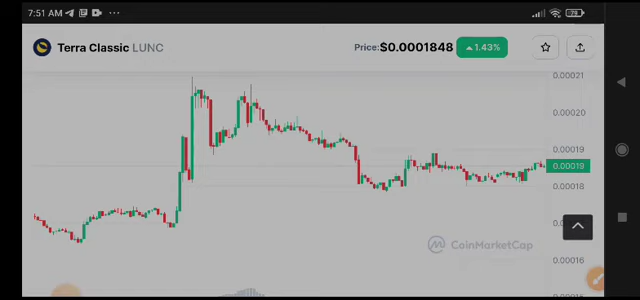 7:51 AM ...
79
Terra Classic LUNC
Price: $0.0001848 ▲ 1.43%
0.00021
0.00020
0.00019
0.00019
0.00018
0.00016
CoinMarketCap